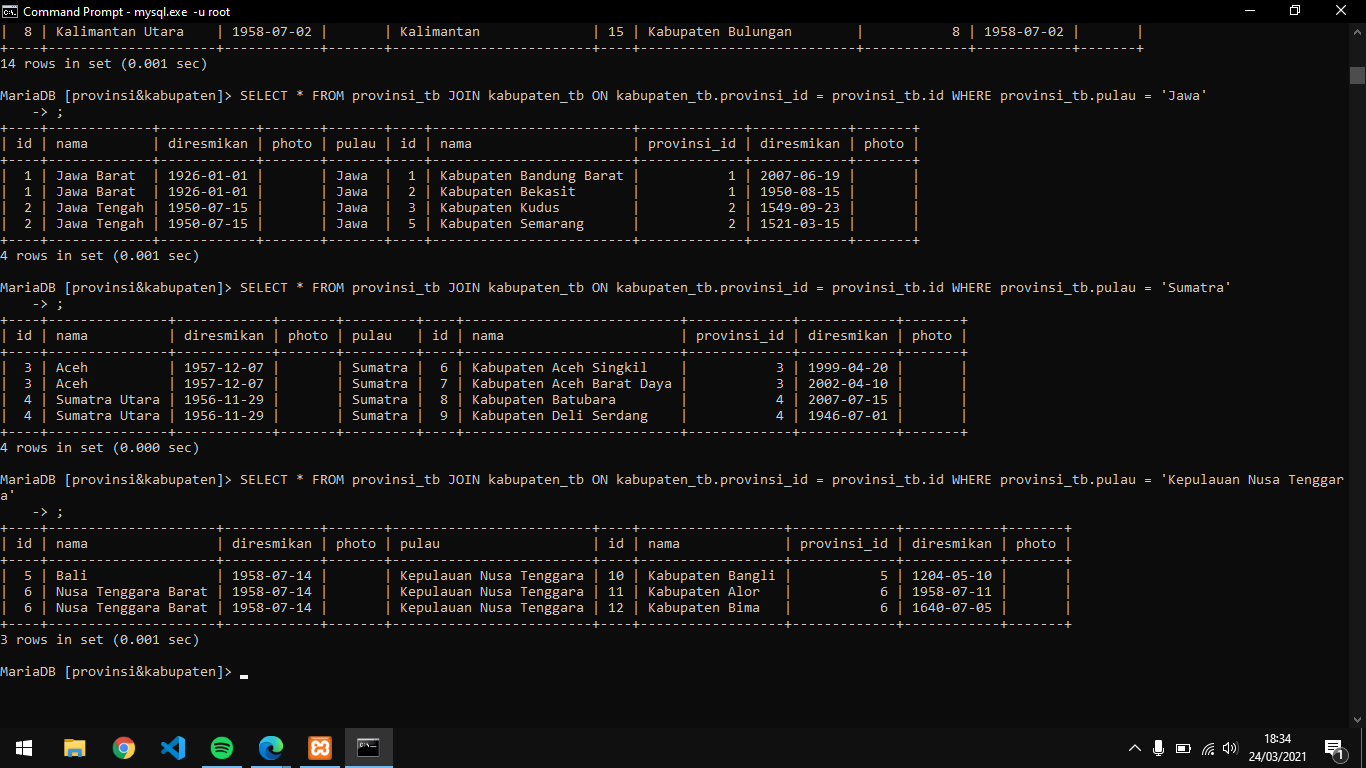 Command Prompt - mysql.exe  -u root
|  8 | Kalimantan Utara    | 1958-07-02 |       | Kalimantan              | 15 | Kabupaten Bulungan        |           8 | 1958-07-02 |       |
+----+---------------------+------------+-------+-------------------------+----+---------------------------+-------------+------------+-------+
14 rows in set (0.001 sec)
MariaDB [provinsi&kabupaten]> SELECT * FROM provinsi_tb JOIN kabupaten_tb ON kabupaten_tb.provinsi_id = provinsi_tb.id WHERE provinsi_tb.pulau = 'Jawa'
    -> ;
+----+-------------+------------+-------+-------+----+-------------------------+-------------+------------+-------+
| id | nama        | diresmikan | photo | pulau | id | nama                    | provinsi_id | diresmikan | photo |
+----+-------------+------------+-------+-------+----+-------------------------+-------------+------------+-------+
|  1 | Jawa Barat  | 1926-01-01 |       | Jawa  |  1 | Kabupaten Bandung Barat |           1 | 2007-06-19 |       |
|  1 | Jawa Barat  | 1926-01-01 |       | Jawa  |  2 | Kabupaten Bekasit       |           1 | 1950-08-15 |       |
|  2 | Jawa Tengah | 1950-07-15 |       | Jawa  |  3 | Kabupaten Kudus         |           2 | 1549-09-23 |       |
|  2 | Jawa Tengah | 1950-07-15 |       | Jawa  |  5 | Kabupaten Semarang      |           2 | 1521-03-15 |       |
+----+-------------+------------+-------+-------+----+-------------------------+-------------+------------+-------+
4 rows in set (0.001 sec)
MariaDB [provinsi&kabupaten]> SELECT * FROM provinsi_tb JOIN kabupaten_tb ON kabupaten_tb.provinsi_id = provinsi_tb.id WHERE provinsi_tb.pulau = 'Sumatra'
    -> ;
+----+---------------+------------+-------+---------+----+----------------------------+-------------+------------+-------+
| id | nama          | diresmikan | photo | pulau   | id | nama                       | provinsi_id | diresmikan | photo |
+----+---------------+------------+-------+---------+----+----------------------------+-------------+------------+-------+
|  3 | Aceh          | 1957-12-07 |       | Sumatra |  6 | Kabupaten Aceh Singkil     |           3 | 1999-04-20 |       |
|  3 | Aceh          | 1957-12-07 |       | Sumatra |  7 | Kabupaten Aceh Barat Daya  |           3 | 2002-04-10 |       |
|  4 | Sumatra Utara | 1956-11-29 |       | Sumatra |  8 | Kabupaten Batubara         |           4 | 2007-07-15 |       |
|  4 | Sumatra Utara | 1956-11-29 |       | Sumatra |  9 | Kabupaten Deli Serdang     |           4 | 1946-07-01 |       |
+----+---------------+------------+-------+---------+----+----------------------------+-------------+------------+-------+
4 rows in set (0.000 sec)
MariaDB [provinsi&kabupaten]> SELECT * FROM provinsi_tb JOIN kabupaten_tb ON kabupaten_tb.provinsi_id = provinsi_tb.id WHERE provinsi_tb.pulau = 'Kepulauan Nusa Tenggar
a'
    -> ;
+----+---------------------+------------+-------+-------------------------+----+------------------+-------------+------------+-------+
| id | nama                | diresmikan | photo | pulau                   | id | nama             | provinsi_id | diresmikan | photo |
+----+---------------------+------------+-------+-------------------------+----+------------------+-------------+------------+-------+
|  5 | Bali                | 1958-07-14 |       | Kepulauan Nusa Tenggara | 10 | Kabupaten Bangli |           5 | 1204-05-10 |       |
|  6 | Nusa Tenggara Barat | 1958-07-14 |       | Kepulauan Nusa Tenggara | 11 | Kabupaten Alor   |           6 | 1958-07-11 |       |
|  6 | Nusa Tenggara Barat | 1958-07-14 |       | Kepulauan Nusa Tenggara | 12 | Kabupaten Bima   |           6 | 1640-07-05 |       |
+----+---------------------+------------+-------+-------------------------+----+------------------+-------------+------------+-------+
3 rows in set (0.001 sec)
MariaDB [provinsi&kabupaten]>
18:34
24/03/2021
1